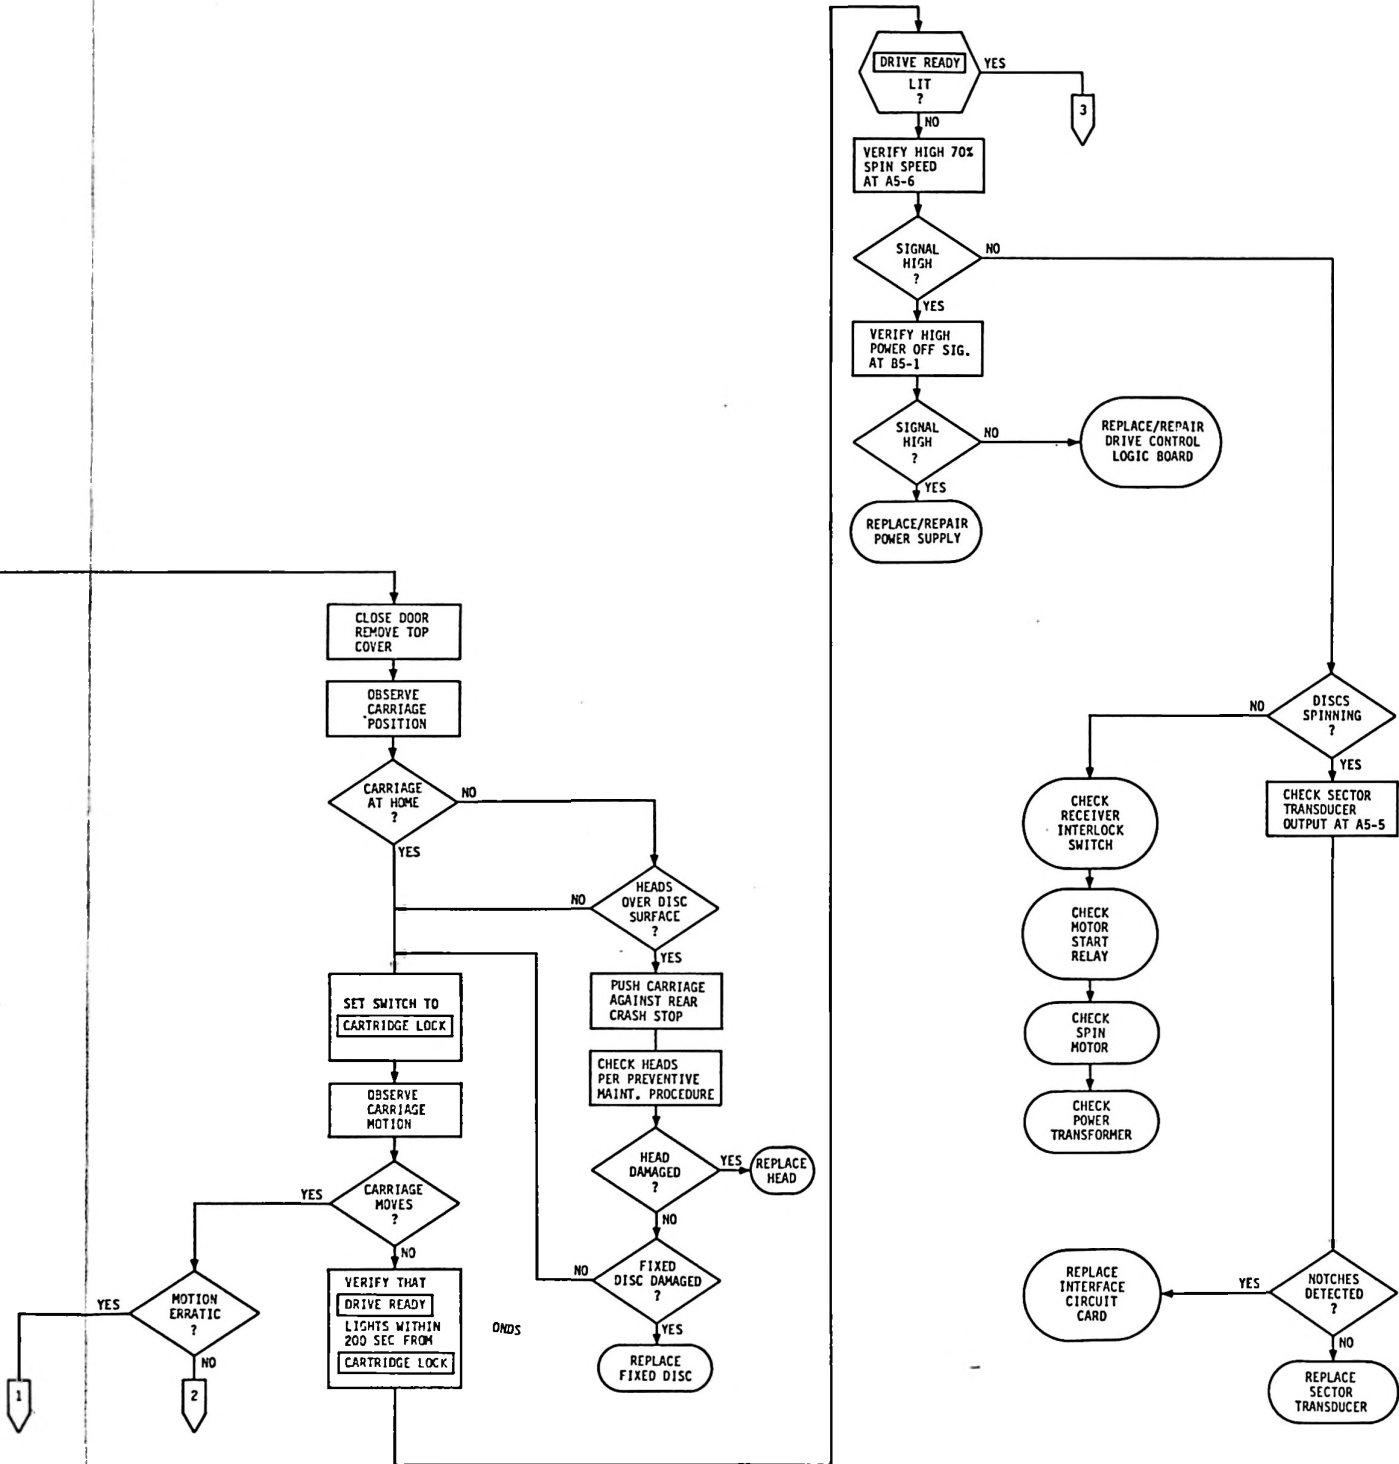 CLOSE DOOR
REMOVE TOP
COVER
OBSERVE
CARRIAGE
POSITION
CARRIAGE
AT HOME
?
NO
YES
HEADS
OVER DISC
SURFACE
?
NO
YES
PUSH CARRIAGE
AGAINST REAR
CRASH STOP
CHECK HEADS
PER PREVENTIVE
MAINT. PROCEDURE
HEAD
DAMAGED
?
YES
REPLACE
HEAD
NO
FIXED
DISC DAMAGED
?
NO
YES
REPLACE
FIXED DISC
SET SWITCH TO
CARTRIDGE LOCK
OBSERVE
CARRIAGE
MOTION
CARRIAGE
MOVES
?
YES
NO
MOTION
ERRATIC
?
YES
NO
1
2
VERIFY THAT
DRIVE READY
LIGHTS WITHIN
200 SEC FROM
CARTRIDGE LOCK
ONDS
DRIVE READY
LIT
?
YES
3
NO
VERIFY HIGH 70%
SPIN SPEED
AT A5-6
SIGNAL
HIGH
?
NO
YES
VERIFY HIGH
POWER OFF SIG.
AT B5-1
SIGNAL
HIGH
?
NO
REPLACE/REPAIR
DRIVE CONTROL
LOGIC BOARD
YES
REPLACE/REPAIR
POWER SUPPLY
DISCS
SPINNING
?
NO
YES
CHECK
RECEIVER
INTERLOCK
SWITCH
CHECK
MOTOR
START
RELAY
CHECK
SPIN
MOTOR
CHECK
POWER
TRANSFORMER
CHECK SECTOR
TRANSDUCER
OUTPUT AT A5-5
NOTCHES
DETECTED
?
YES
REPLACE
INTERFACE
CIRCUIT
CARD
NO
REPLACE
SECTOR
TRANSDUCER